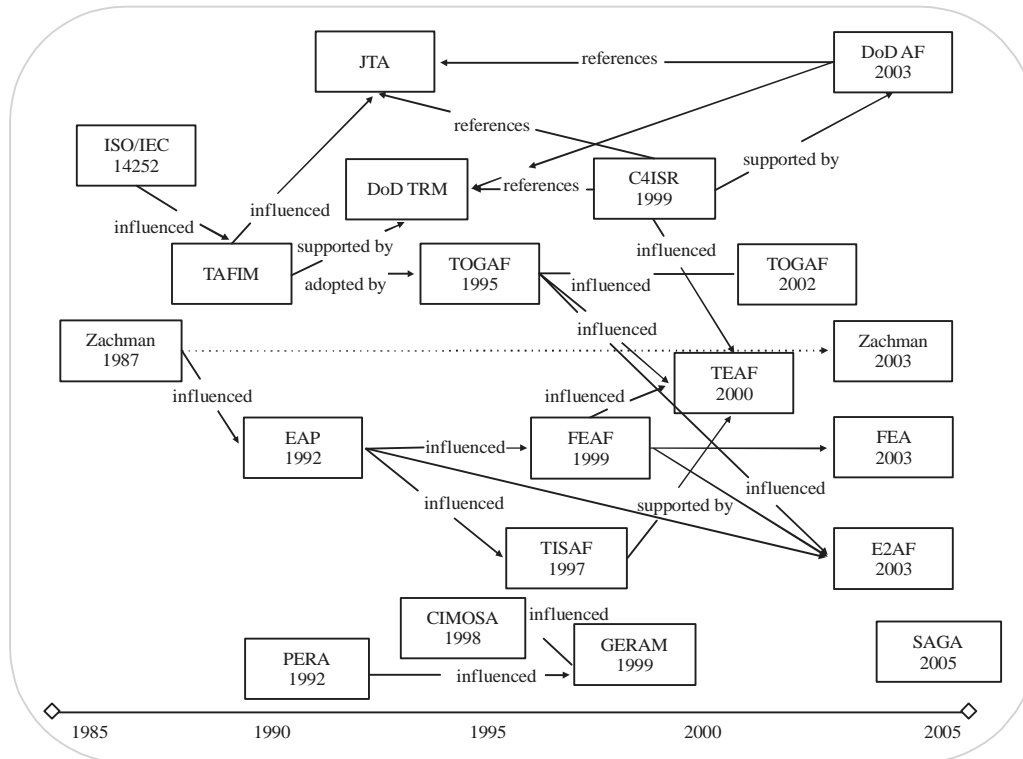 JTA
references
DoD AF
2003
references
ISO/IEC
14252
supported by
DoD TRM
references
C4ISR
1999
influenced
influenced
supported by
influenced
TAFIM
adopted by
TOGAF
1995
influenced
TOGAF
2002
influenced
Zachman
1987
Zachman
2003
TEAF
2000
influenced
influenced
EAP
1992
influenced
FEAF
1999
FEA
2003
influenced
influenced
supported by
TISAF
1997
E2AF
2003
CIMOSA
1998
influenced
PERA
1992
influenced
GERAM
1999
SAGA
2005
1985
1990
1995
2000
2005